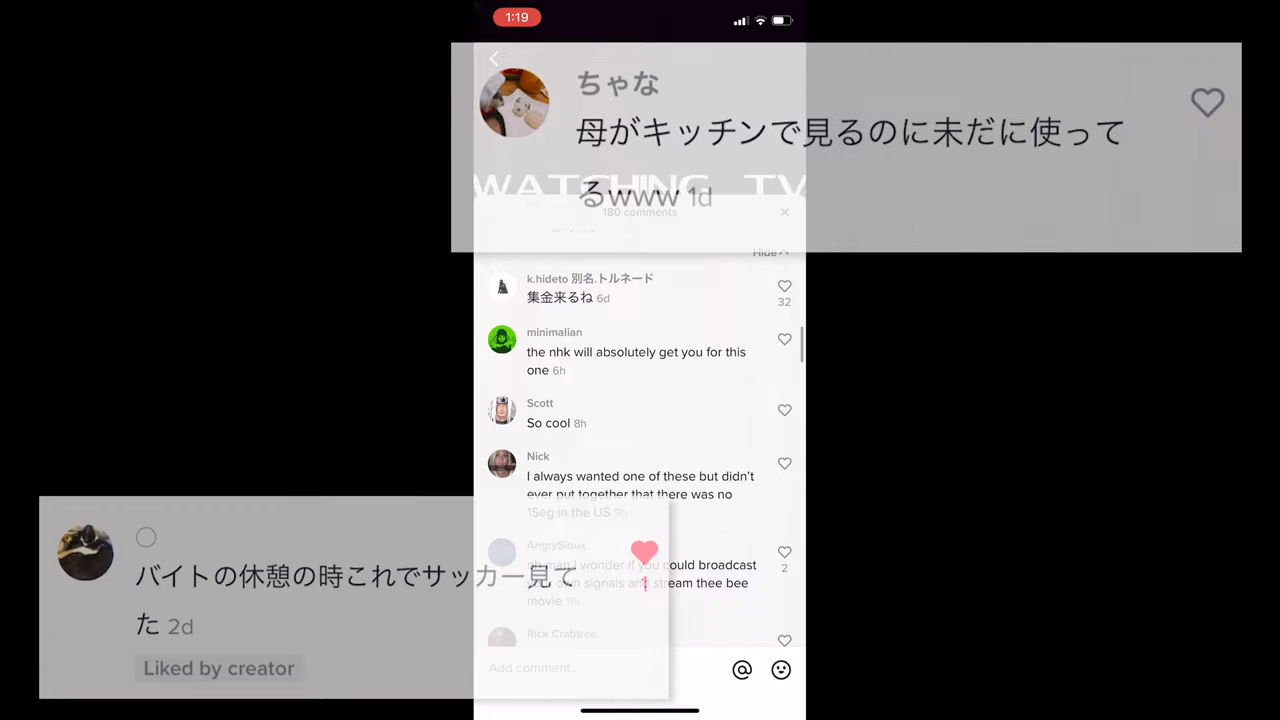 1:19
ちゃな
母がキッチンで見るのに未だに使って
るwww 1d
WATCHING TV
180 comments
Hide
k.hideto 別名.トルネード
集金来るね 6d
32
minimalian
the nhk will absolutely get you for this
one 6h
Scott
So cool 8h
Nick
I always wanted one of these but didn't
ever put together that there was no
1Seg in the US 9h
AngrySioux
oh man I wonder if you could broadcast
your own signals and stream thee bee
movie 11h
2
Rick Crabtree
Add comment...
バイトの休憩の時これでサッカー見て
た 2d
1
Liked by creator